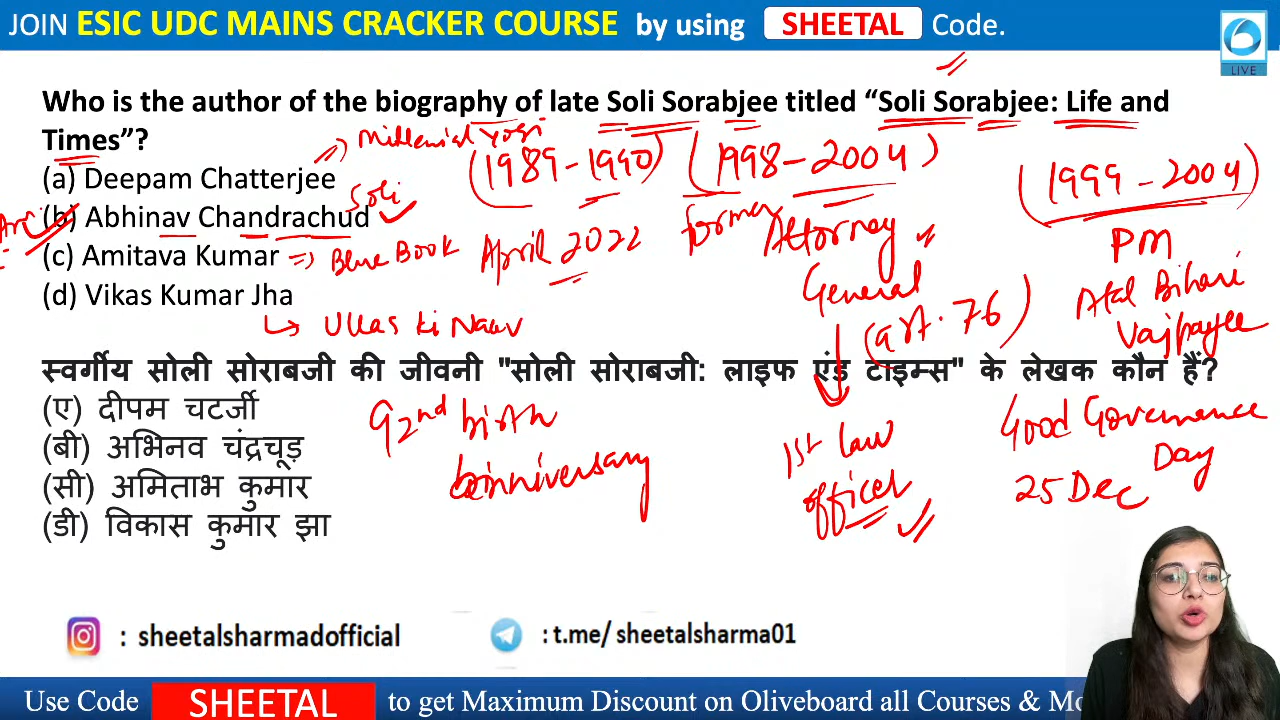 JOIN ESIC UDC MAINS CRACKER COURSE by using SHEETAL Code.
LIVE
Who is the author of the biography of late Soli Sorabjee titled “Soli Sorabjee: Life and
Times”?
Millenial Yogi
(1989-1990) (1998-2004)
(1999-2004)
(a) Deepam Chatterjee
Soli
(b) Abhinav Chandrachud
former Attorney
General
(art. 76)
PM
Atal Bihari
Vajpayee
(c) Amitava Kumar => Blue Book April 2022
(d) Vikas Kumar Jha
Ullas ki Naav
स्वर्गीय सोली सोराबजी की जीवनी "सोली सोराबजी: लाइफ एंड टाइम्स" के लेखक कौन हैं?
(ए) दीपम चटर्जी
(बी) अभिनव चंद्रचूड़
(सी) अमिताभ कुमार
(डी) विकास कुमार झा
92nd birth
1st law
officer
Good Governence
Day
25 Dec
: sheetalsharmadofficial
: t.me/ sheetalsharma01
Use Code SHEETAL to get Maximum Discount on Oliveboard all Courses & Mo